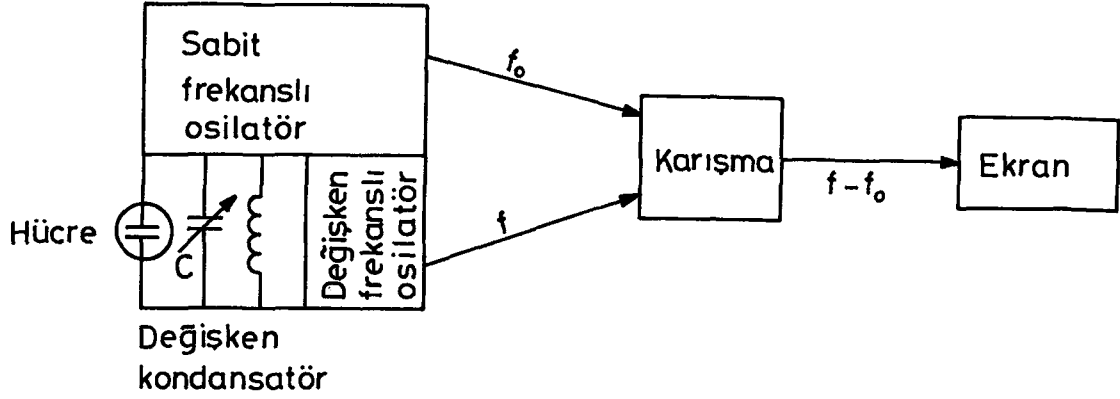 Sabit
frekanslı
osilatör
f₀
Karışma
f - f₀
Ekran
Hücre
C
Değişken
frekanslı
osilatör
f
Değişken
kondansatör